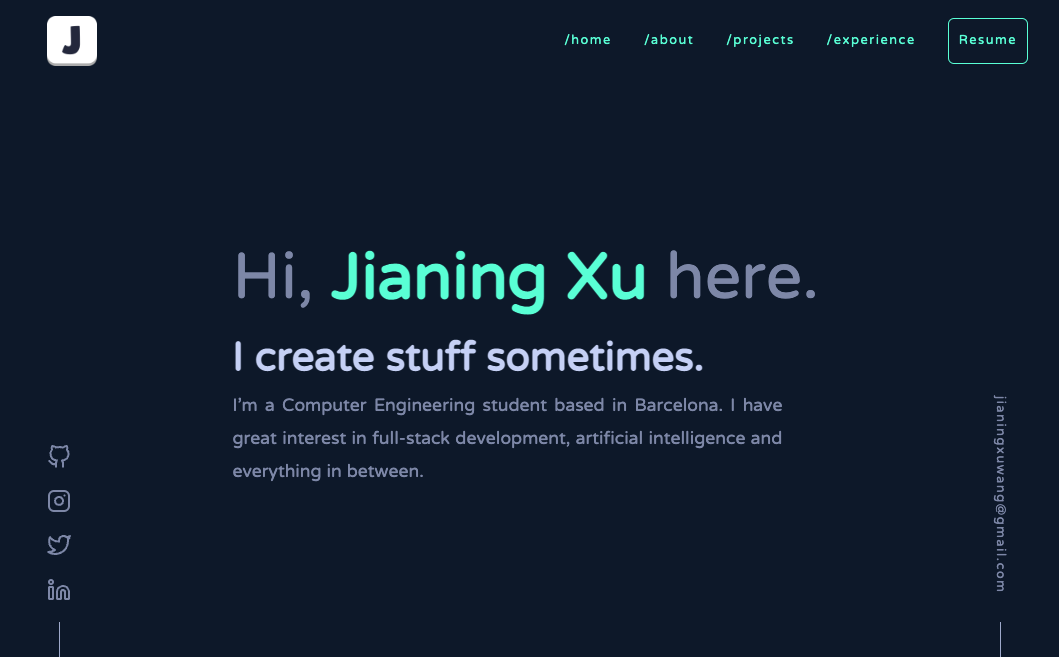 J
/home /about /projects /experience Resume
Hi, Jianing Xu here.
I create stuff sometimes.
I’m a Computer Engineering student based in Barcelona. I have
great interest in full-stack development, artificial intelligence and
everything in between.
in
jianingxuwang@gmail.com